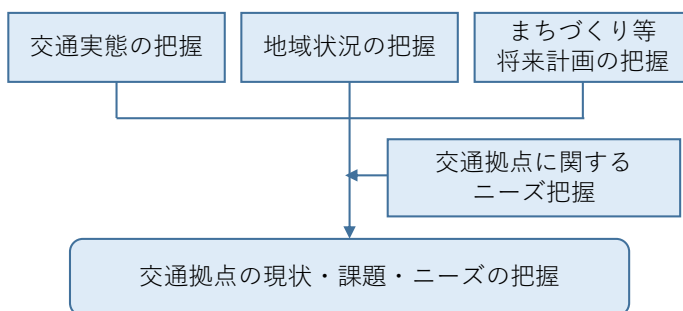 交通実態の把握
地域状況の把握
まちづくり等
将来計画の把握
交通拠点に関する
ニーズ把握
交通拠点の現状・課題・ニーズの把握